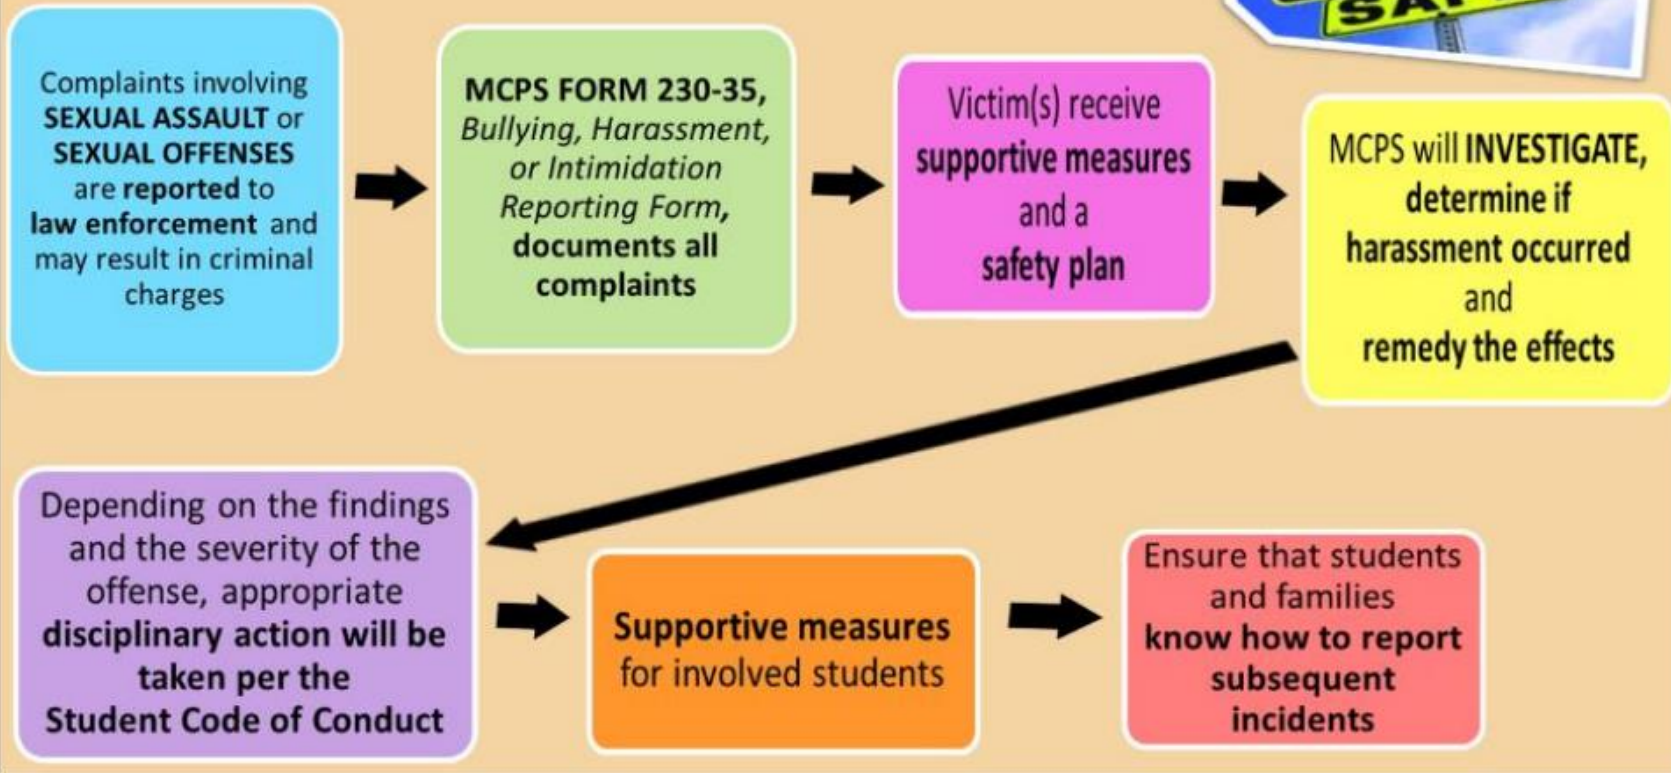 Complaints involving
SEXUAL ASSAULT or
SEXUAL OFFENSES
are reported to
law enforcement and
may result in criminal
charges
MCPS FORM 230-35,
Bullying, Harassment,
or Intimidation
Reporting Form,
documents all
complaints
Victim(s) receive
supportive measures
and a
safety plan
MCPS will INVESTIGATE,
determine if
harassment occurred
and
remedy the effects
Depending on the findings
and the severity of the
offense, appropriate
disciplinary action will be
taken per the
Student Code of Conduct
Supportive measures
for involved students
Ensure that students
and families
know how to report
subsequent
incidents